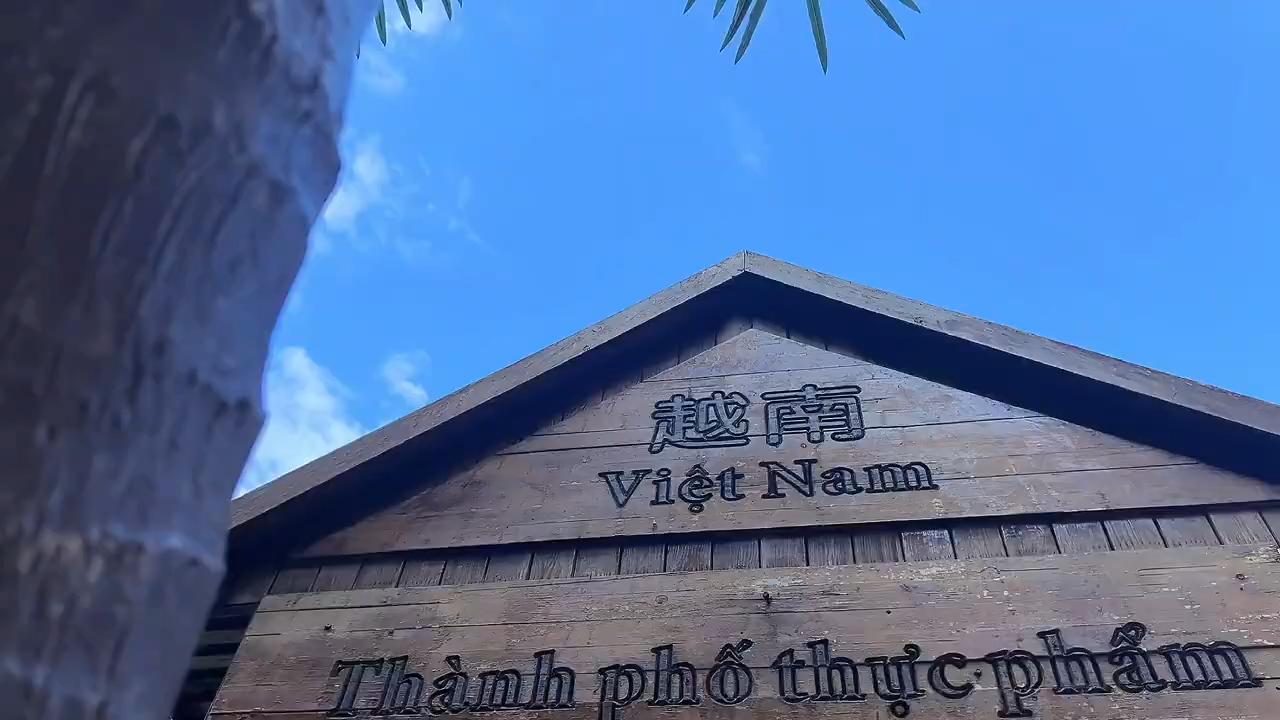 越南
Việt Nam
Thành phố thực phẩm